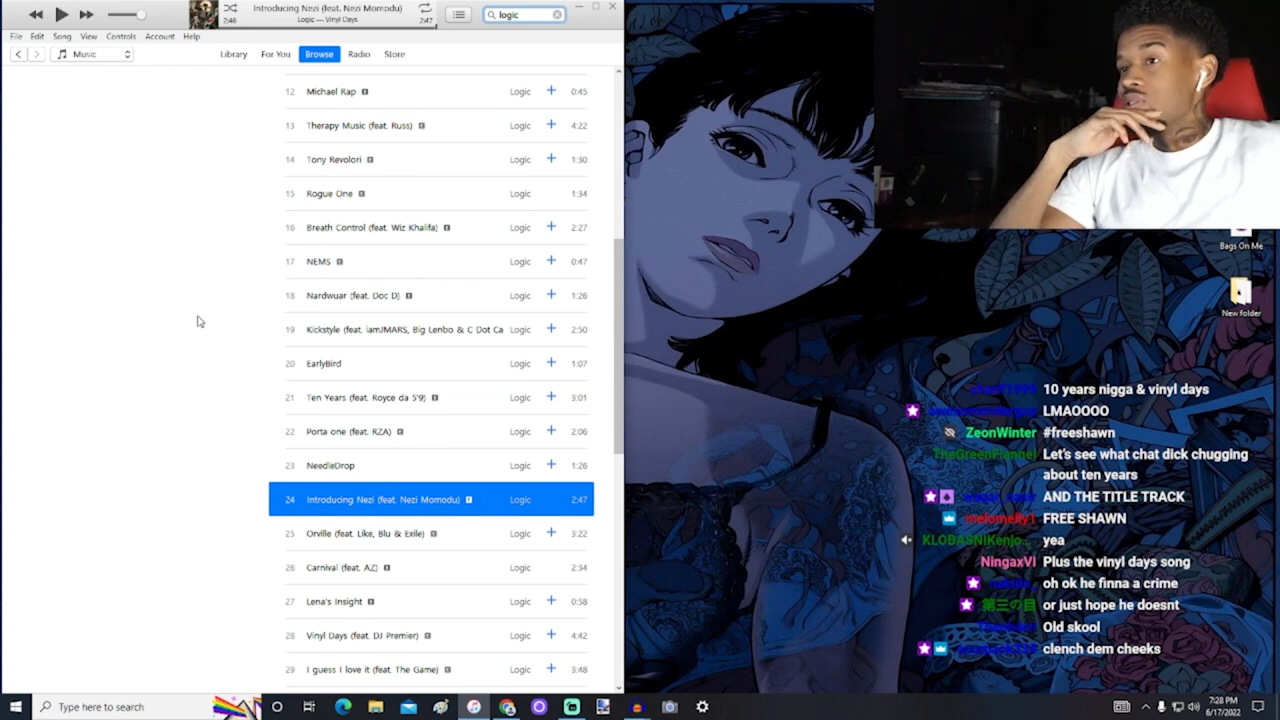 Introducing Nezi (feat. Nezi Momodu)
Logic — Vinyl Days
2:46
2:47
logic
File Edit Song View Controls Account Help
Music
Library For You Browse Radio Store
12 Michael Rap E Logic + 0:45
13 Therapy Music (feat. Russ) E Logic + 4:22
14 Tony Revolori E Logic + 1:30
15 Rogue One E Logic 1:34
16 Breath Control (feat. Wiz Khalifa) E Logic + 2:27
17 NEMS E Logic + 0:47
18 Nardwuar (feat. Doc D) E Logic + 1:26
19 Kickstyle (feat. iamJMARS, Big Lenbo & C Dot Ca Logic + 2:50
20 EarlyBird Logic + 1:07
21 Ten Years (feat. Royce da 5'9) E Logic + 3:01
22 Porta one (feat. RZA) E Logic + 2:06
23 NeedleDrop Logic + 1:26
24 Introducing Nezi (feat. Nezi Momodu) E Logic 2:47
25 Orville (feat. Like, Blu & Exile) E Logic + 3:22
26 Carnival (feat. AZ) E Logic + 2:34
27 Lena's Insight E Logic + 0:58
28 Vinyl Days (feat. DJ Premier) E Logic + 4:42
29 I guess I love it (feat. The Game) E Logic + 3:48
Bags On Me
New folder
10 years nigga & vinyl days
LMAOOOO
ZeonWinter #freeshawn
TheGreenFlannel Let's see what chat dick chugging
about ten years
AND THE TITLE TRACK
melomelly1 FREE SHAWN
KLOBASNIKenjo... yea
NingaxVI Plus the vinyl days song
oh ok he finna a crime
第三の目 or just hope he doesnt
Old skool
clench dem cheeks
Type here to search
7:28 PM
6/17/2022